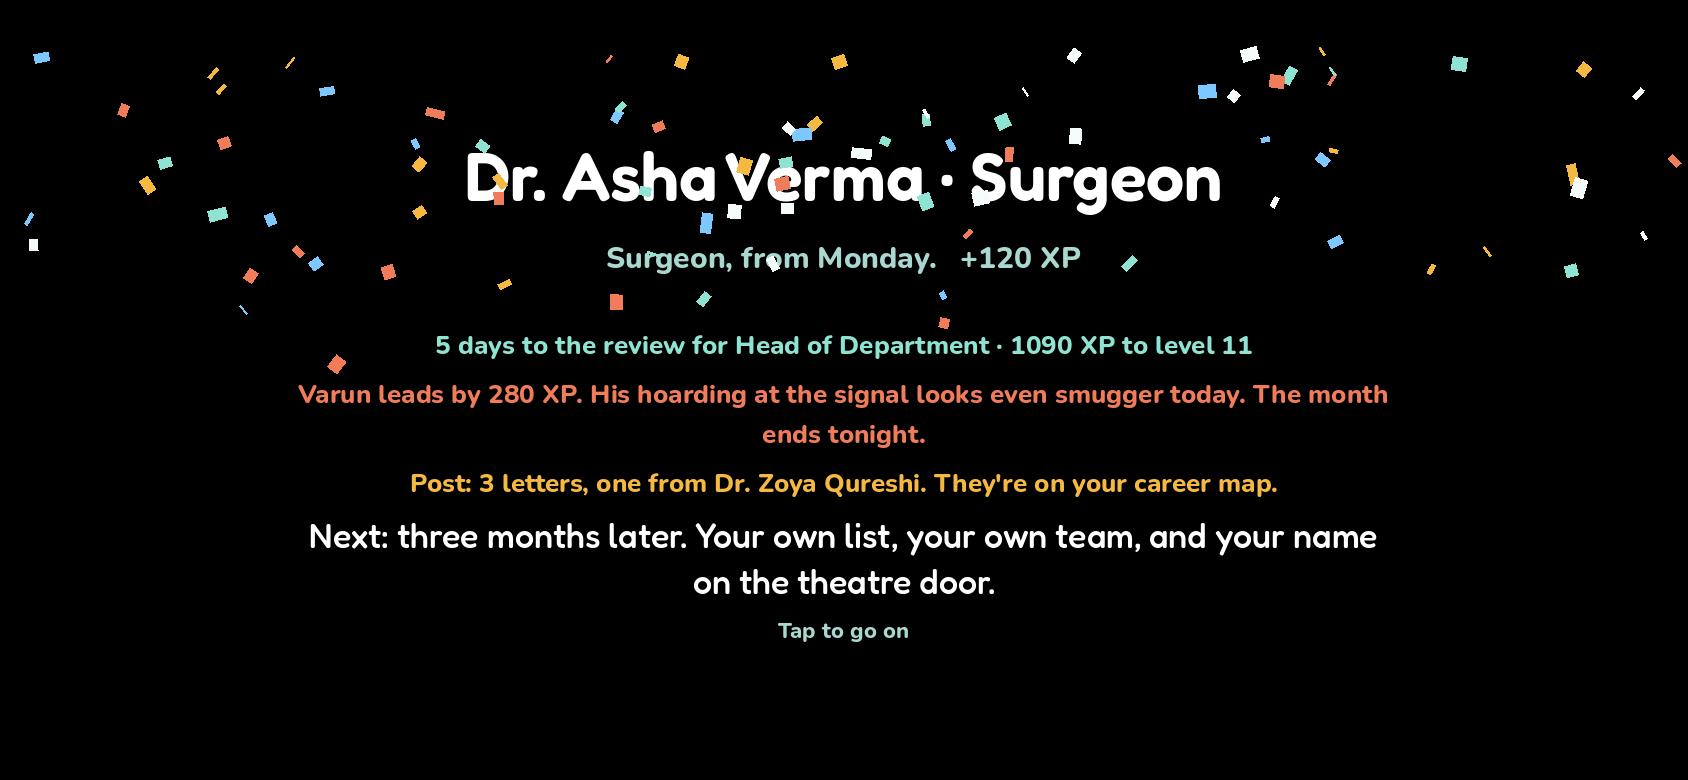 Dr. Asha Verma · Surgeon
Surgeon, from Monday. +120 XP
5 days to the review for Head of Department · 1090 XP to level 11
Varun leads by 280 XP. His hoarding at the signal looks even smugger today. The month
ends tonight.
Post: 3 letters, one from Dr. Zoya Qureshi. They're on your career map.
Next: three months later. Your own list, your own team, and your name
on the theatre door.
Tap to go on